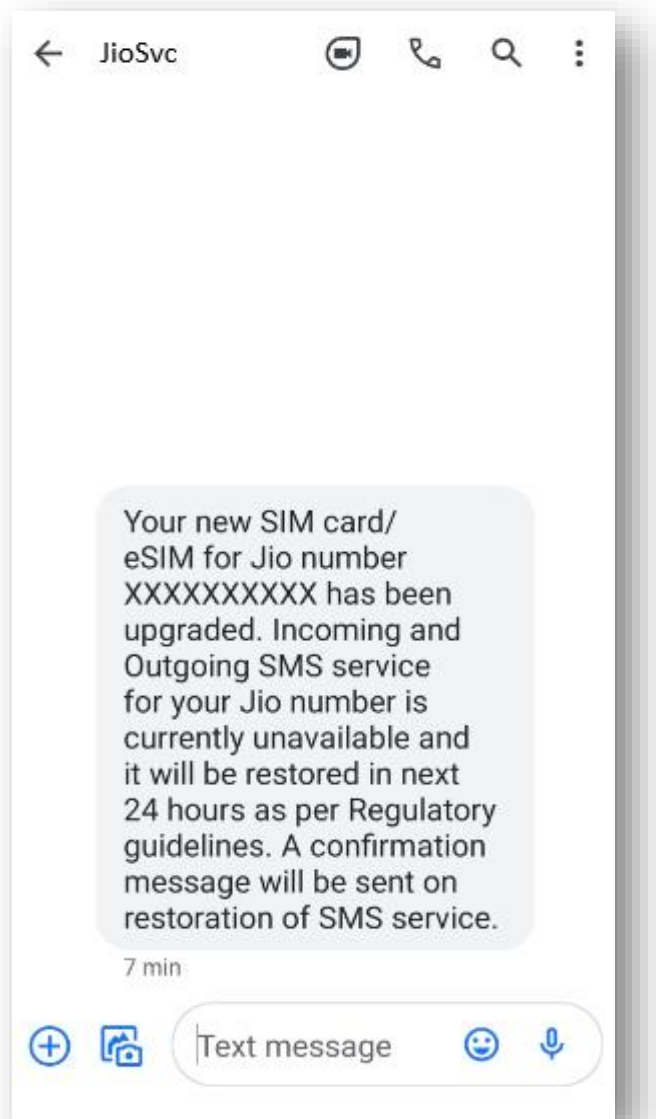 JioSvc
Your new SIM card/
eSIM for Jio number
XXXXXXXXXX has been
upgraded. Incoming and
Outgoing SMS service
for your Jio number is
currently unavailable and
it will be restored in next
24 hours as per Regulatory
guidelines. A confirmation
message will be sent on
restoration of SMS service.
7 min
Text message